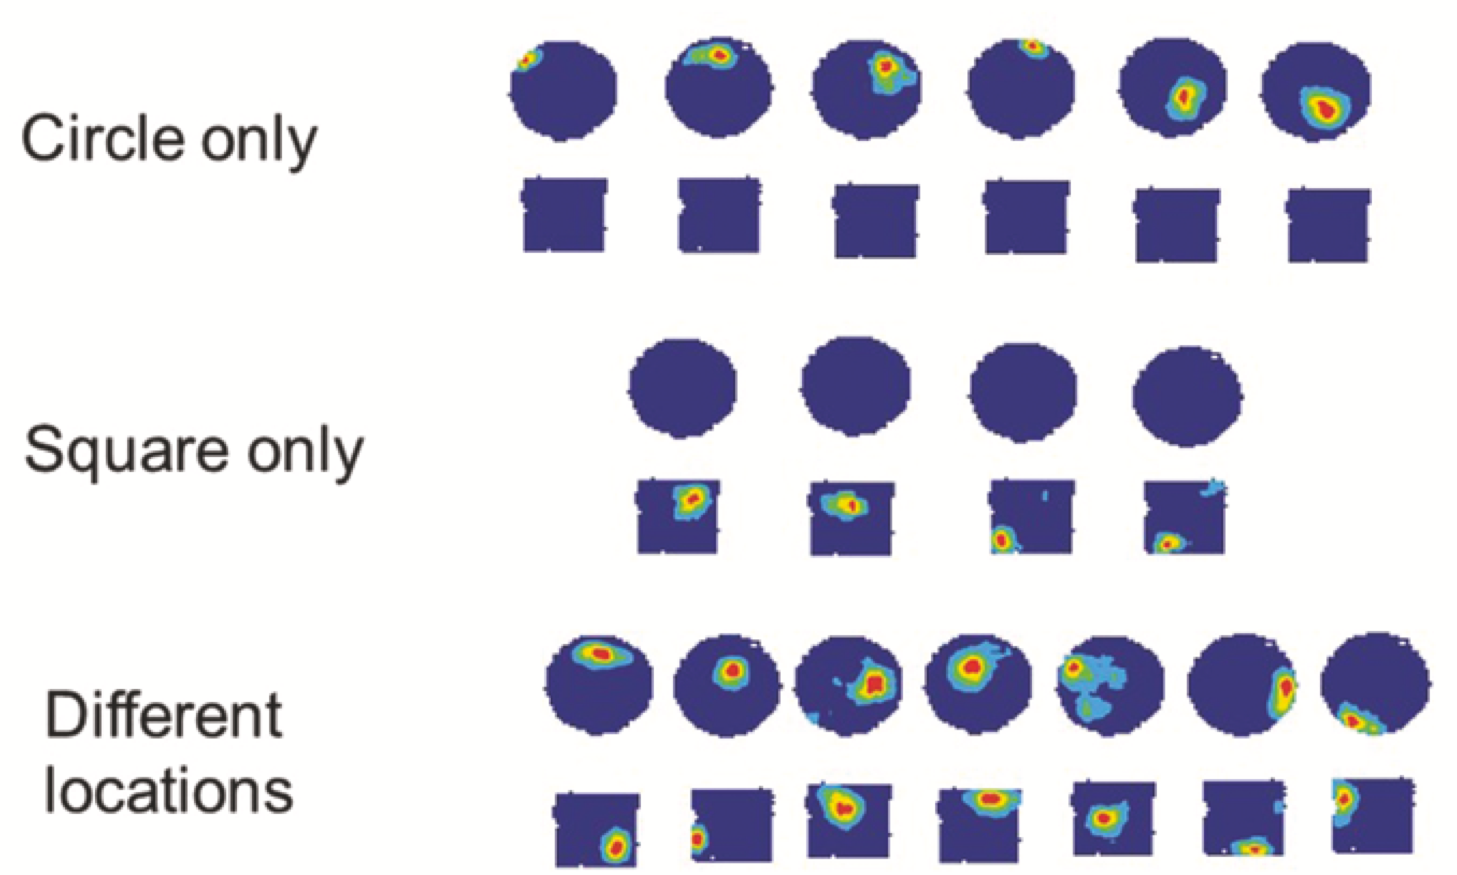 Circle only
Square only
Different
locations